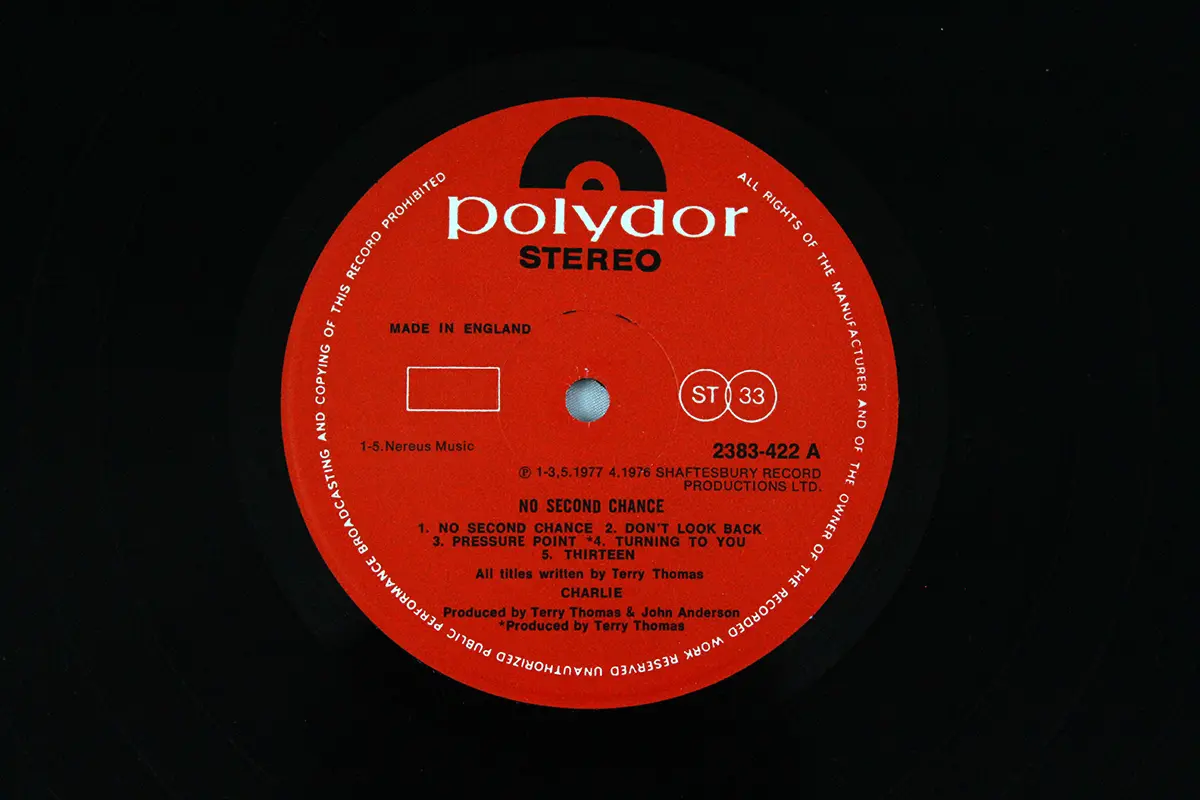 polydor
STEREO
MADE IN ENGLAND
ST 33
1-5.Nereus Music
2383-422 A
℗ 1-3,5.1977 4.1976 SHAFTESBURY RECORD
PRODUCTIONS LTD.
NO SECOND CHANCE
1. NO SECOND CHANCE 2. DON'T LOOK BACK
3. PRESSURE POINT *4. TURNING TO YOU
5. THIRTEEN
All titles written by Terry Thomas
CHARLIE
Produced by Terry Thomas & John Anderson
*Produced by Terry Thomas
ALL RIGHTS OF THE MANUFACTURER AND OF THE OWNER OF THE RECORDED WORK RESERVED UNAUTHORIZED PUBLIC PERFORMANCE BROADCASTING AND COPYING OF THIS RECORD PROHIBITED